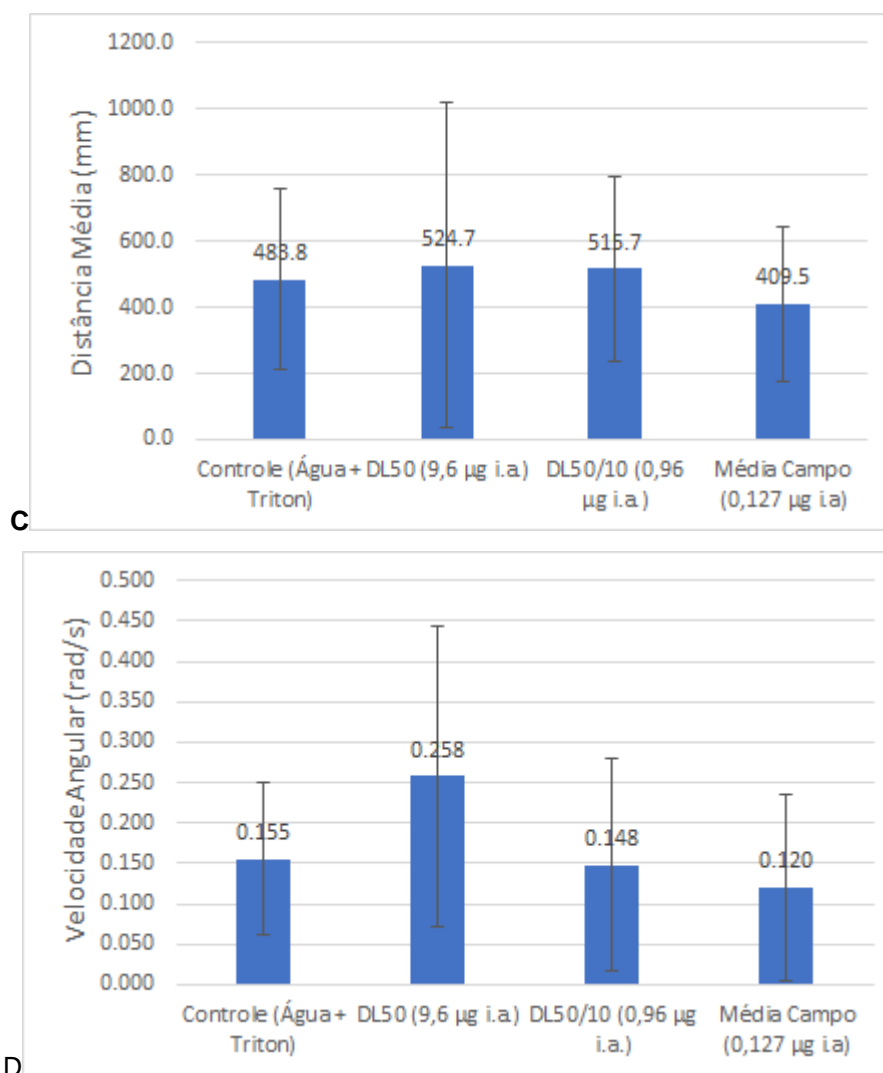 1200.0
1000.0
800.0
600.0
400.0
200.0
0.0
Distância Média (mm)
483.8
524.7
515.7
409.5
Controle (Água + Triton)
DL50 (9,6 µg i.a.)
DL50/10 (0,96 µg i.a.)
Média Campo (0,127 µg i.a)
C
0.500
0.450
0.400
0.350
0.300
0.250
0.200
0.150
0.100
0.050
0.000
Velocidade Angular (rad/s)
0.155
0.258
0.148
0.120
Controle (Água + Triton)
DL50 (9,6 µg i.a.)
DL50/10 (0,96 µg i.a.)
Média Campo (0,127 µg i.a)
D